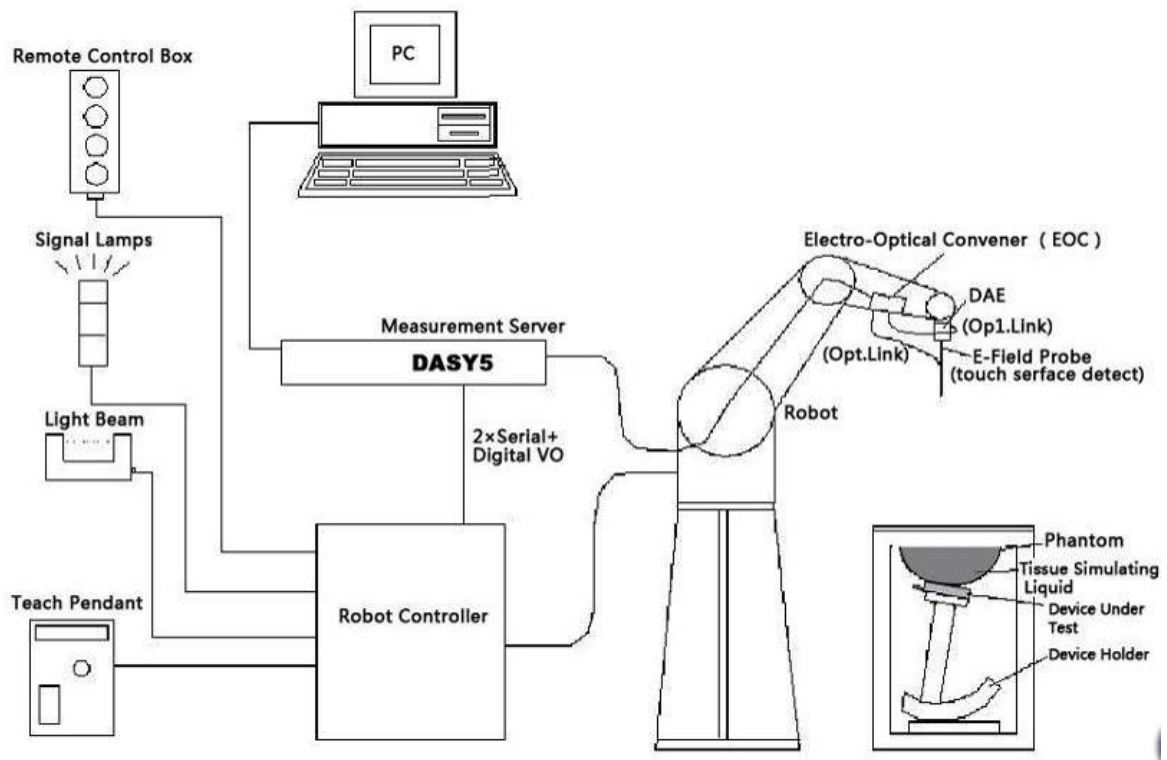 Remote Control Box
PC
Signal Lamps
Electro-Optical Convener ( EOC )
DAE
(Op1.Link)
Measurement Server
(Opt.Link)
E-Field Probe
(touch serface detect)
DASY5
Light Beam
Robot
2×Serial+
Digital VO
Phantom
Tissue Simulating
Liquid
Teach Pendant
Robot Controller
Device Under
Test
Device Holder